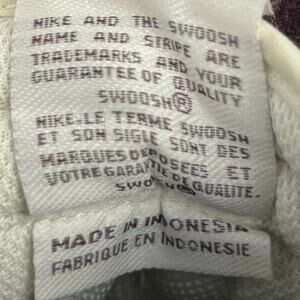 NIKE AND THE SWOOSH
NAME AND STRIPE ARE
TRADEMARKS AND YOUR
GUARANTEE OF QUALITY
SWOOSH®
NIKE-LE TERME SWOOSH
ET SON SIGLE SONT DES
MARQUES DEPOSEES ET
VOTRE GARANTIE DE QUALITE.
SWOOSH®
MADE IN INDONESIA
FABRIQUE EN INDONESIE